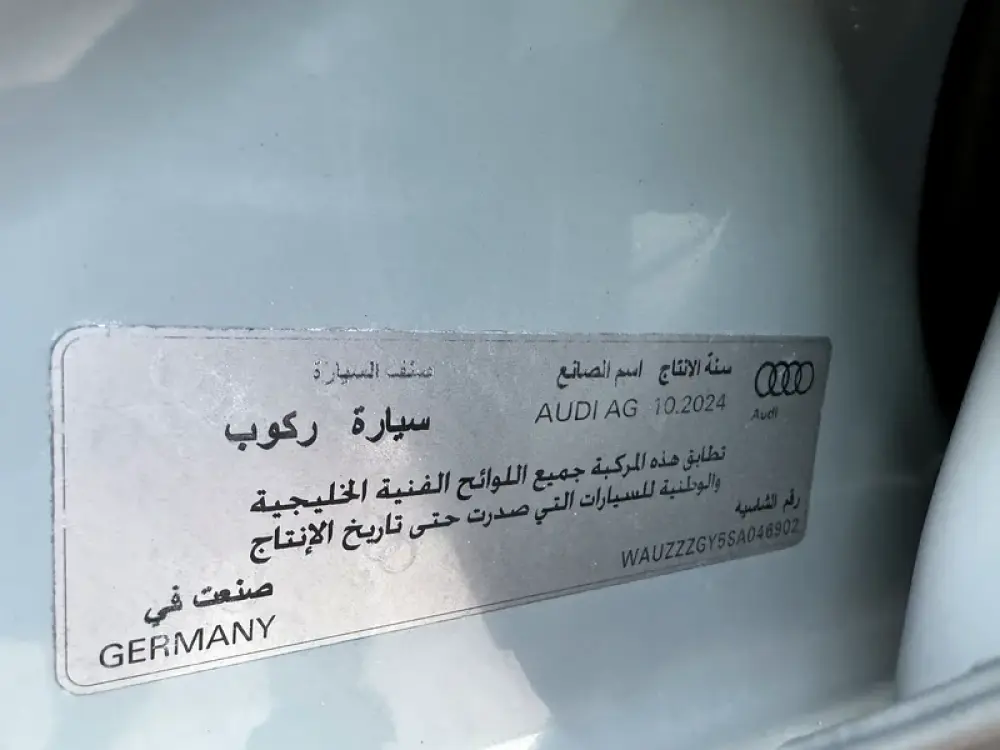 سنة الانتاج اسم الصانع صنف السيارة
10.2024 AUDI AG سيارة ركوب
Audi
تطابق هذه المركبة جميع اللوائح الفنية الخليجية
والوطنية للسيارات التي صدرت حتى تاريخ الإنتاج
رقم الشاسيه
WAUZZZGY5SA046902
صنعت في
GERMANY